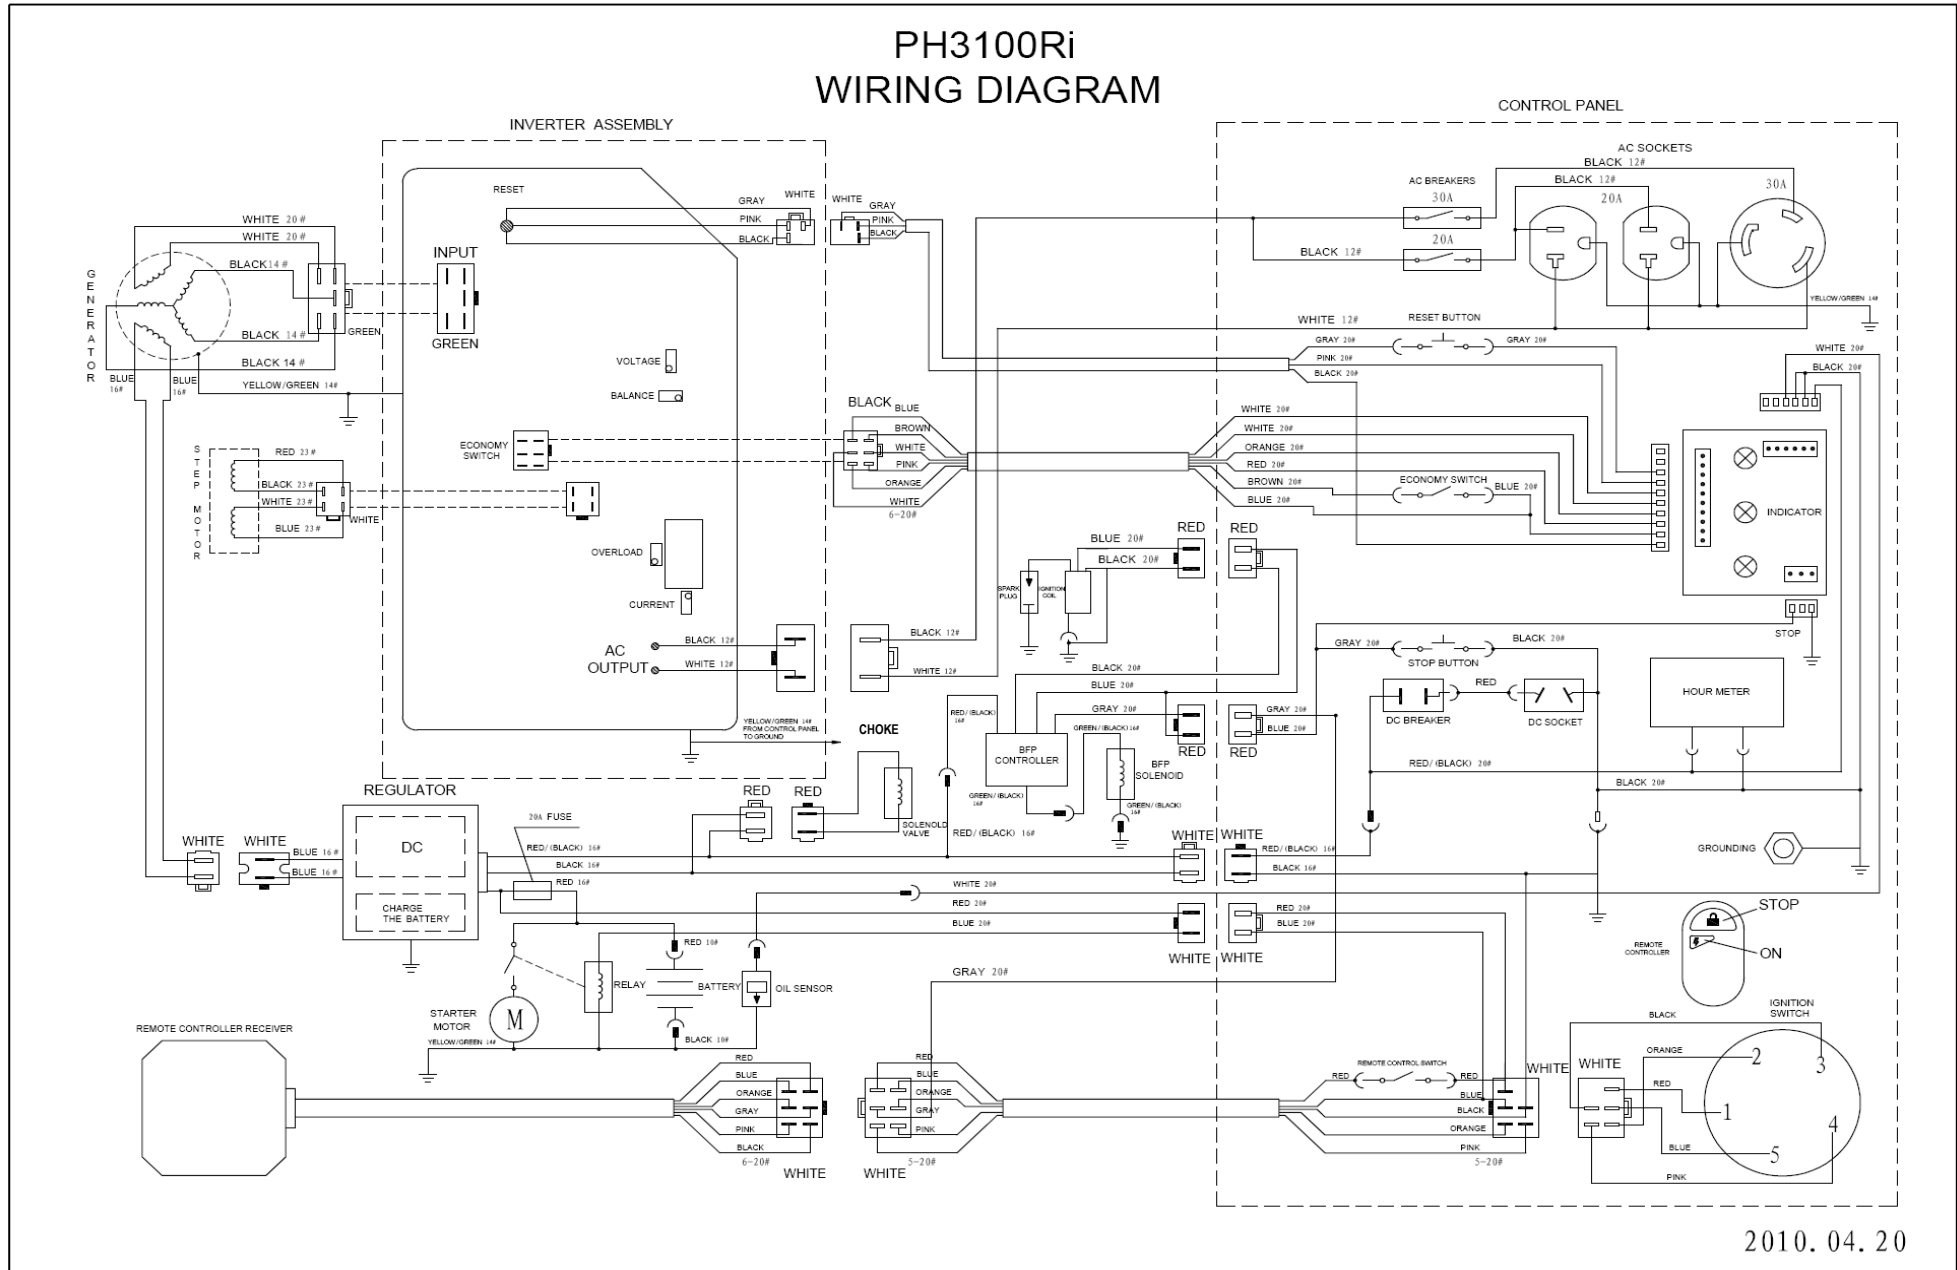 PH3100Ri
WIRING DIAGRAM
INVERTER ASSEMBLY
CONTROL PANEL
AC SOCKETS
BLACK 12#
BLACK 12#
AC BREAKERS
30A
20A
30A
20A
BLACK 12#
RESET
GRAY
PINK
BLACK
WHITE
WHITE
GRAY
PINK
BLACK
WHITE 20#
WHITE 20#
BLACK14#
BLACK 14#
BLACK 14#
GREEN
GENERATOR
BLUE
16#
BLUE
16#
YELLOW/GREEN 14#
INPUT
GREEN
VOLTAGE
BALANCE
YELLOW/GREEN 14#
WHITE 12#
RESET BUTTON
GRAY 20#
GRAY 20#
PINK 20#
BLACK 20#
WHITE 20#
BLACK 20#
BLACK
BLUE
BROWN
WHITE
PINK
ORANGE
WHITE
6-20#
WHITE 20#
WHITE 20#
ORANGE 20#
RED 20#
BROWN 20#
BLUE 20#
ECONOMY SWITCH
BLUE 20#
INDICATOR
ECONOMY
SWITCH
STEP MOTOR
RED 23#
BLACK 23#
WHITE 23#
BLUE 23#
WHITE
OVERLOAD
CURRENT
AC
OUTPUT
BLACK 12#
WHITE 12#
BLACK 12#
WHITE 12#
RED
RED
BLUE 20#
BLACK 20#
SPARK
PLUG
IGNITION
COIL
STOP
GRAY 20#
BLACK 20#
STOP BUTTON
BLACK 20#
BLUE 20#
GRAY 20#
RED
RED
GRAY 20#
BLUE 20#
RED
DC BREAKER
DC SOCKET
HOUR METER
RED/(BLACK)
16#
GREEN/(BLACK)16#
BFP
CONTROLLER
BFP
SOLENOID
GREEN/(BLACK)
16#
GREEN/(BLACK)
16#
YELLOW/GREEN 14#
FROM CONTROL PANEL
TO GROUND
CHOKE
RED
RED
SOLENOLD
VALVE
RED/(BLACK) 16#
RED/(BLACK) 20#
BLACK 20#
REGULATOR
DC
CHARGE
THE BATTERY
WHITE
WHITE
BLUE 16#
BLUE 16#
20A FUSE
RED/(BLACK) 16#
BLACK 16#
RED 16#
WHITE
WHITE
RED/(BLACK) 16#
BLACK 16#
GROUNDING
WHITE 20#
RED 20#
BLUE 20#
RED 20#
BLUE 20#
WHITE
WHITE
STOP
ON
REMOTE
CONTROLLER
RED 10#
RELAY
BATTERY
OIL SENSOR
GRAY 20#
STARTER
MOTOR
M
YELLOW/GREEN 14#
BLACK 10#
REMOTE CONTROLLER RECEIVER
RED
BLUE
ORANGE
GRAY
PINK
BLACK
6-20#
WHITE
RED
BLUE
ORANGE
GRAY
PINK
5-20#
WHITE
REMOTE CONTROL SWITCH
RED
RED
BLUE
BLACK
ORANGE
PINK
5-20#
WHITE
WHITE
IGNITION
SWITCH
BLACK
ORANGE
RED
BLUE
PINK
2
3
1
4
5
2010.04.20